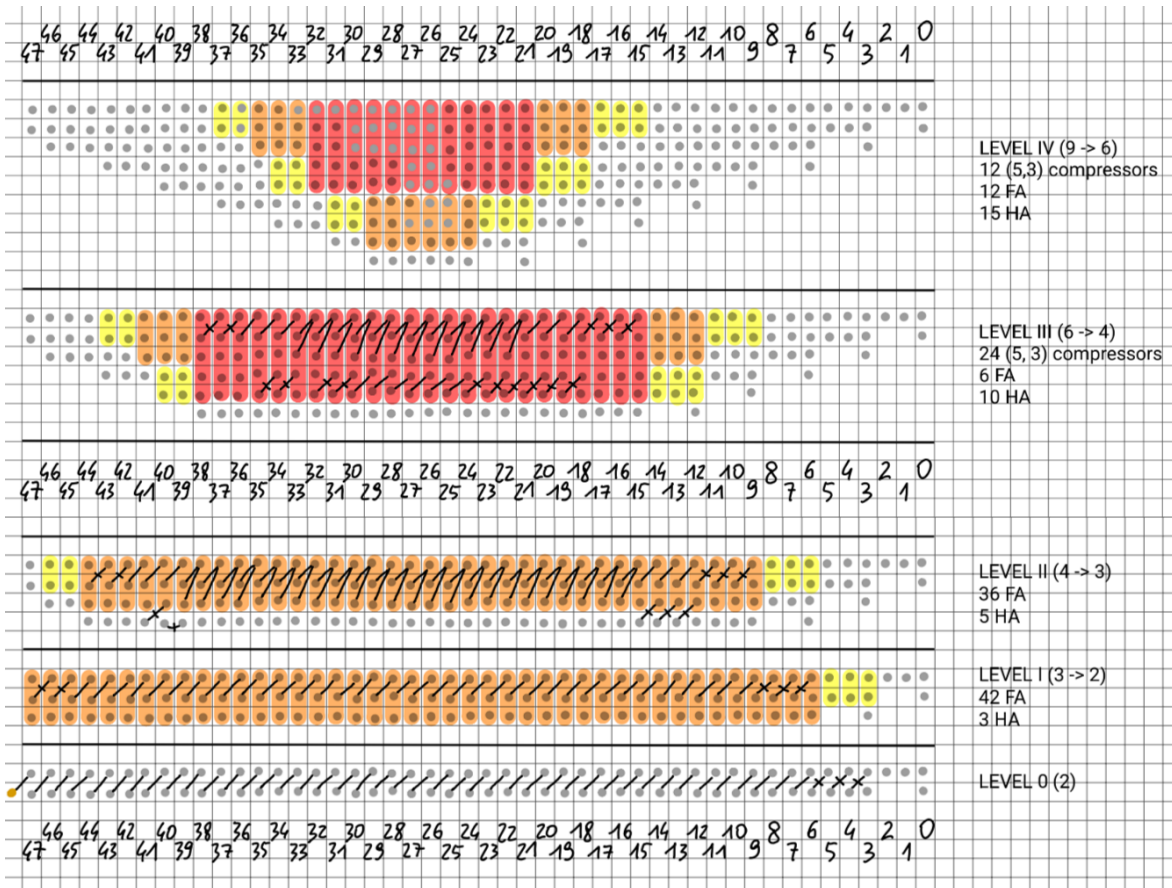 46 44 42 40 38 36 34 32 30 28 26 24 22 20 18 16 14 12 10 8 6 4 2 0
47 45 43 41 39 37 35 33 31 29 27 25 23 21 19 17 15 13 11 9 7 5 3 1
LEVEL IV (9 -> 6)
12 (5,3) compressors
12 FA
15 HA
LEVEL III (6 -> 4)
24 (5, 3) compressors
6 FA
10 HA
46 44 42 40 38 36 34 32 30 28 26 24 22 20 18 16 14 12 10 8 6 4 2 0
47 45 43 41 39 37 35 33 31 29 27 25 23 21 19 17 15 13 11 9 7 5 3 1
LEVEL II (4 -> 3)
36 FA
5 HA
LEVEL I (3 -> 2)
42 FA
3 HA
LEVEL 0 (2)
46 44 42 40 38 36 34 32 30 28 26 24 22 20 18 16 14 12 10 8 6 4 2 0
47 45 43 41 39 37 35 33 31 29 27 25 23 21 19 17 15 13 11 9 7 5 3 1